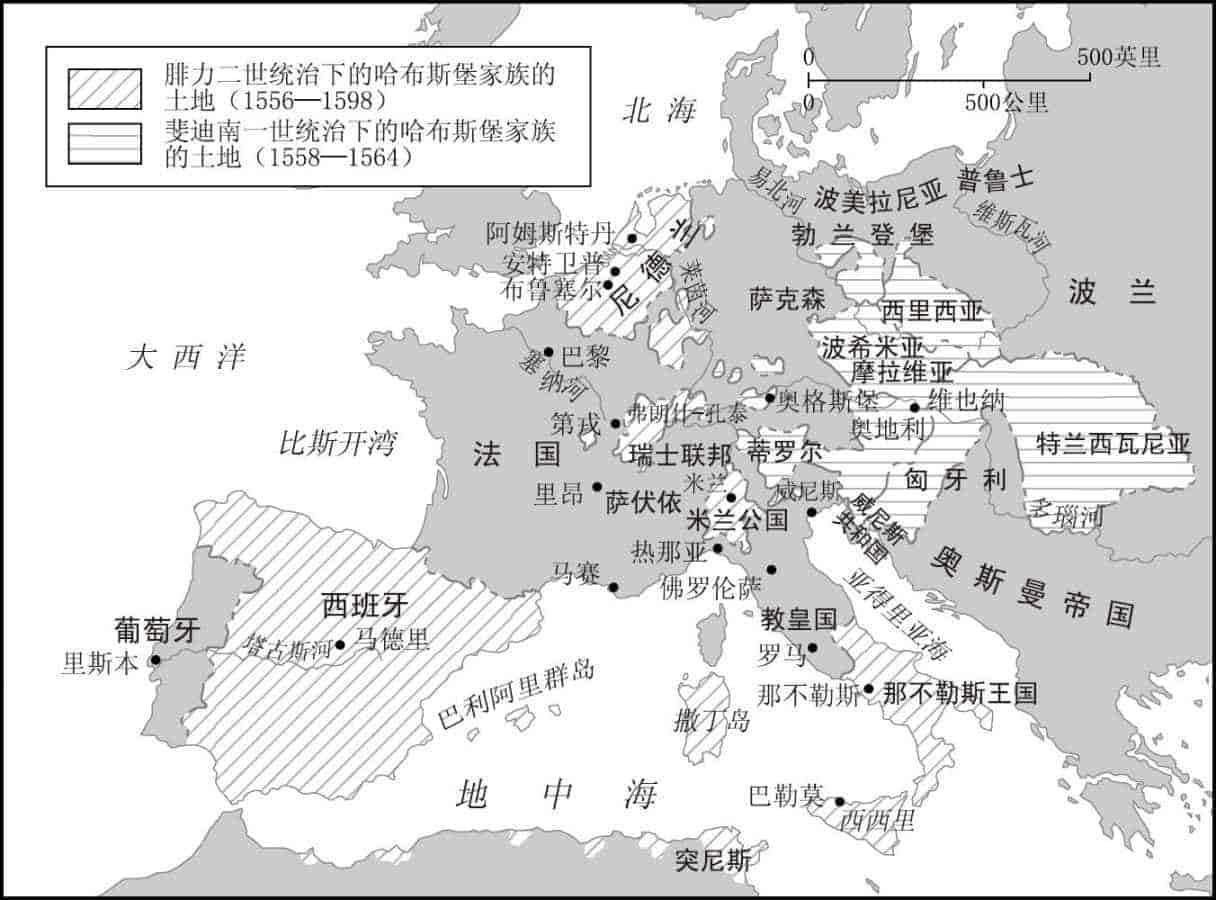 腓力二世统治下的哈布斯堡家族的
土地（1556—1598）
斐迪南一世统治下的哈布斯堡家族
的土地（1558—1564）
0
500英里
0
500公里
北海
易北河
波美拉尼亚
普鲁士
维斯瓦河
勃兰登堡
阿姆斯特丹
安特卫普
布鲁塞尔
尼德兰
莱茵河
萨克森
西里西亚
波兰
大西洋
塞纳河
巴黎
波希米亚
摩拉维亚
第戎
弗朗什-孔泰
奥格斯堡
维也纳
奥地利
比斯开湾
法国
瑞士联邦
蒂罗尔
特兰西瓦尼亚
匈牙利
里昂
萨伏依
米兰
威尼斯
米兰公国
威尼斯
共和国
多瑙河
热那亚
马赛
佛罗伦萨
奥斯曼帝国
亚得里亚海
西班牙
葡萄牙
教皇国
塔古斯河
马德里
里斯本
罗马
巴利阿里群岛
那不勒斯
那不勒斯王国
撒丁岛
地中海
巴勒莫
西西里
突尼斯